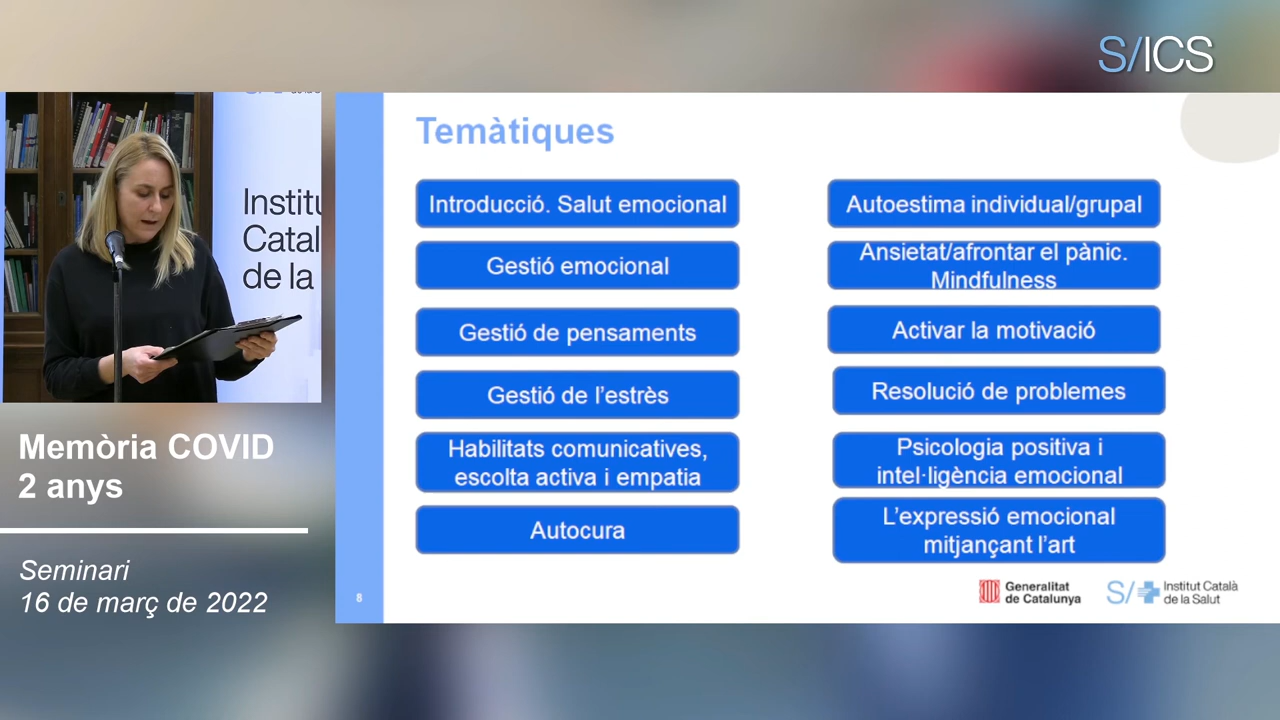 S/ICS
Institu
Catal
de la
Memòria COVID
2 anys
Seminari
16 de març de 2022
Temàtiques
Introducció. Salut emocional
Gestió emocional
Gestió de pensaments
Gestió de l’estrès
Habilitats comunicatives,
escolta activa i empatia
Autocura
Autoestima individual/grupal
Ansietat/afrontar el pànic.
Mindfulness
Activar la motivació
Resolució de problemes
Psicologia positiva i
intel·ligència emocional
L’expressió emocional
mitjançant l’art
8
Generalitat
de Catalunya
S/
Institut Català
de la Salut